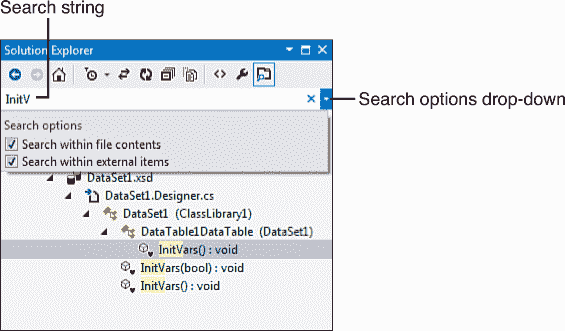 Search string
Solution Explorer
InitV
Search options drop-down
Search options
Search within file contents
Search within external items
DataSet1.xsd
DataSet1.Designer.cs
DataSet1 (ClassLibrary1)
DataTable1DataTable (DataSet1)
InitVars() : void
InitVars(bool) : void
InitVars() : void